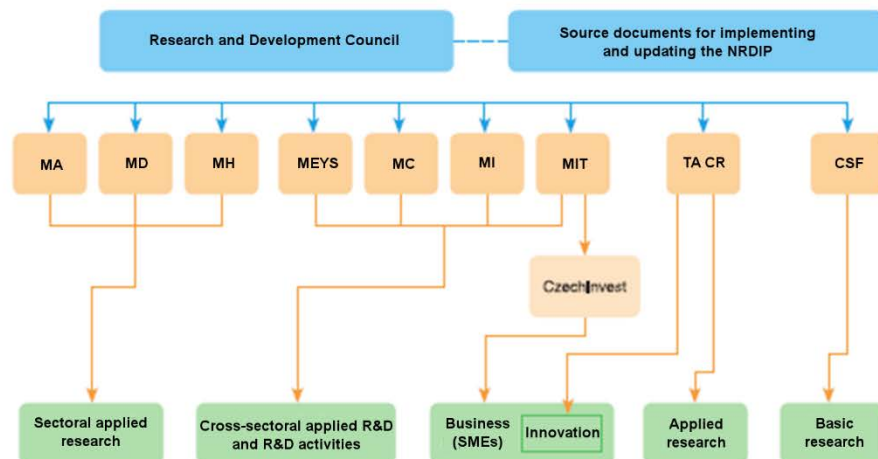 Research and Development Council
Source documents for implementing
and updating the NRDIP
MA
MD
MH
MEYS
MC
MI
MIT
TA CR
CSF
CzechInvest
Sectoral applied
research
Cross-sectoral applied R&D
and R&D activities
Business
(SMEs)
Innovation
Applied
research
Basic
research